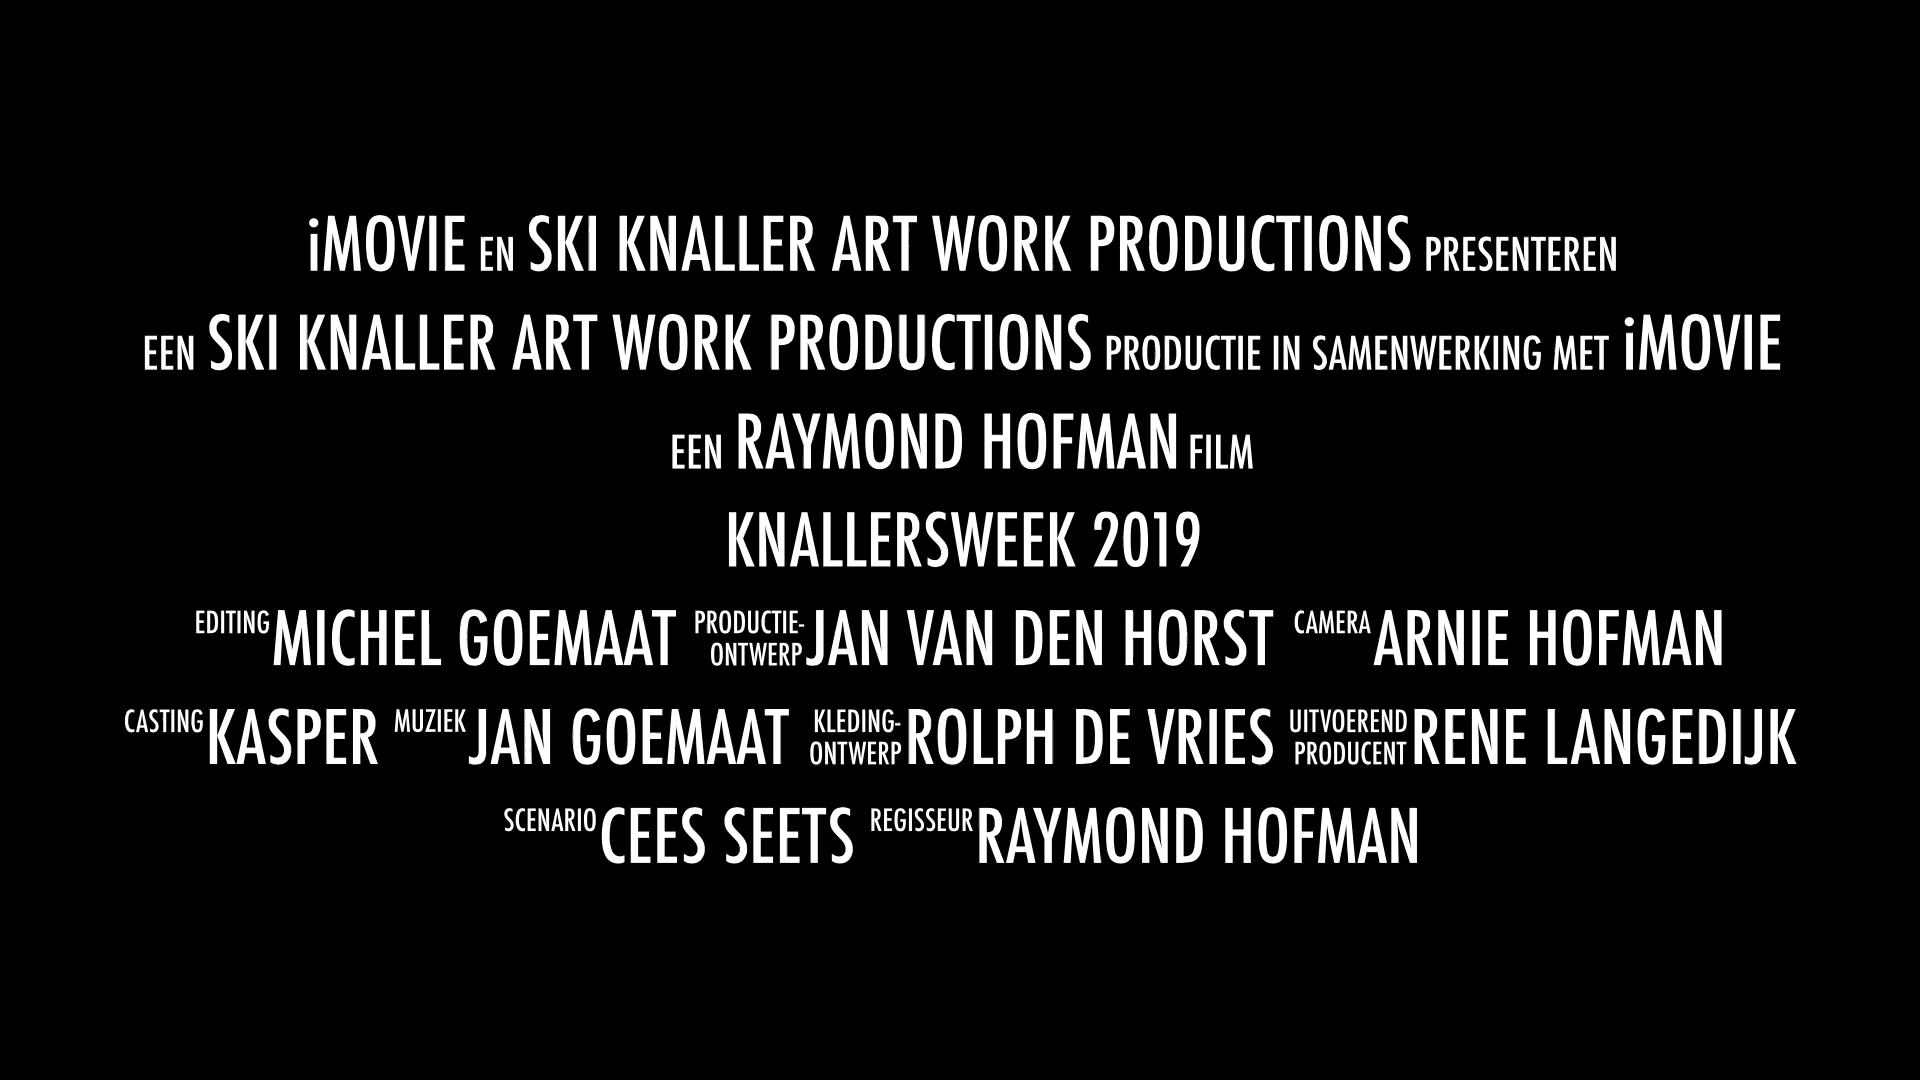 iMOVIE EN SKI KNALLER ART WORK PRODUCTIONS PRESENTEREN
EEN SKI KNALLER ART WORK PRODUCTIONS PRODUCTIE IN SAMENWERKING MET iMOVIE
EEN RAYMOND HOFMAN FILM
KNALLERSWEEK 2019
EDITING MICHEL GOEMAAT PRODUCTIE-ONTWERP JAN VAN DEN HORST CAMERA ARNIE HOFMAN
CASTING KASPER MUZIEK JAN GOEMAAT KLEDING-ONTWERP ROLPH DE VRIES UITVOEREND PRODUCENT RENE LANGEDIJK
SCENARIO CEES SEETS REGISSEUR RAYMOND HOFMAN